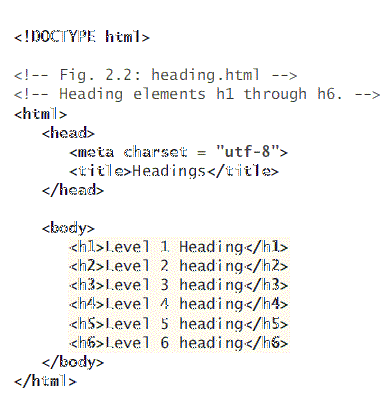 <!DOCTYPE html>
<!-- Fig. 2.2: heading.html -->
<!-- Heading elements h1 through h6. -->
<html>
<head>
<meta charset = "utf-8">
<title>Headings</title>
</head>
<body>
<h1>Level 1 Heading</h1>
<h2>Level 2 heading</h2>
<h3>Level 3 heading</h3>
<h4>Level 4 heading</h4>
<h5>Level 5 heading</h5>
<h6>Level 6 heading</h6>
</body>
</html>